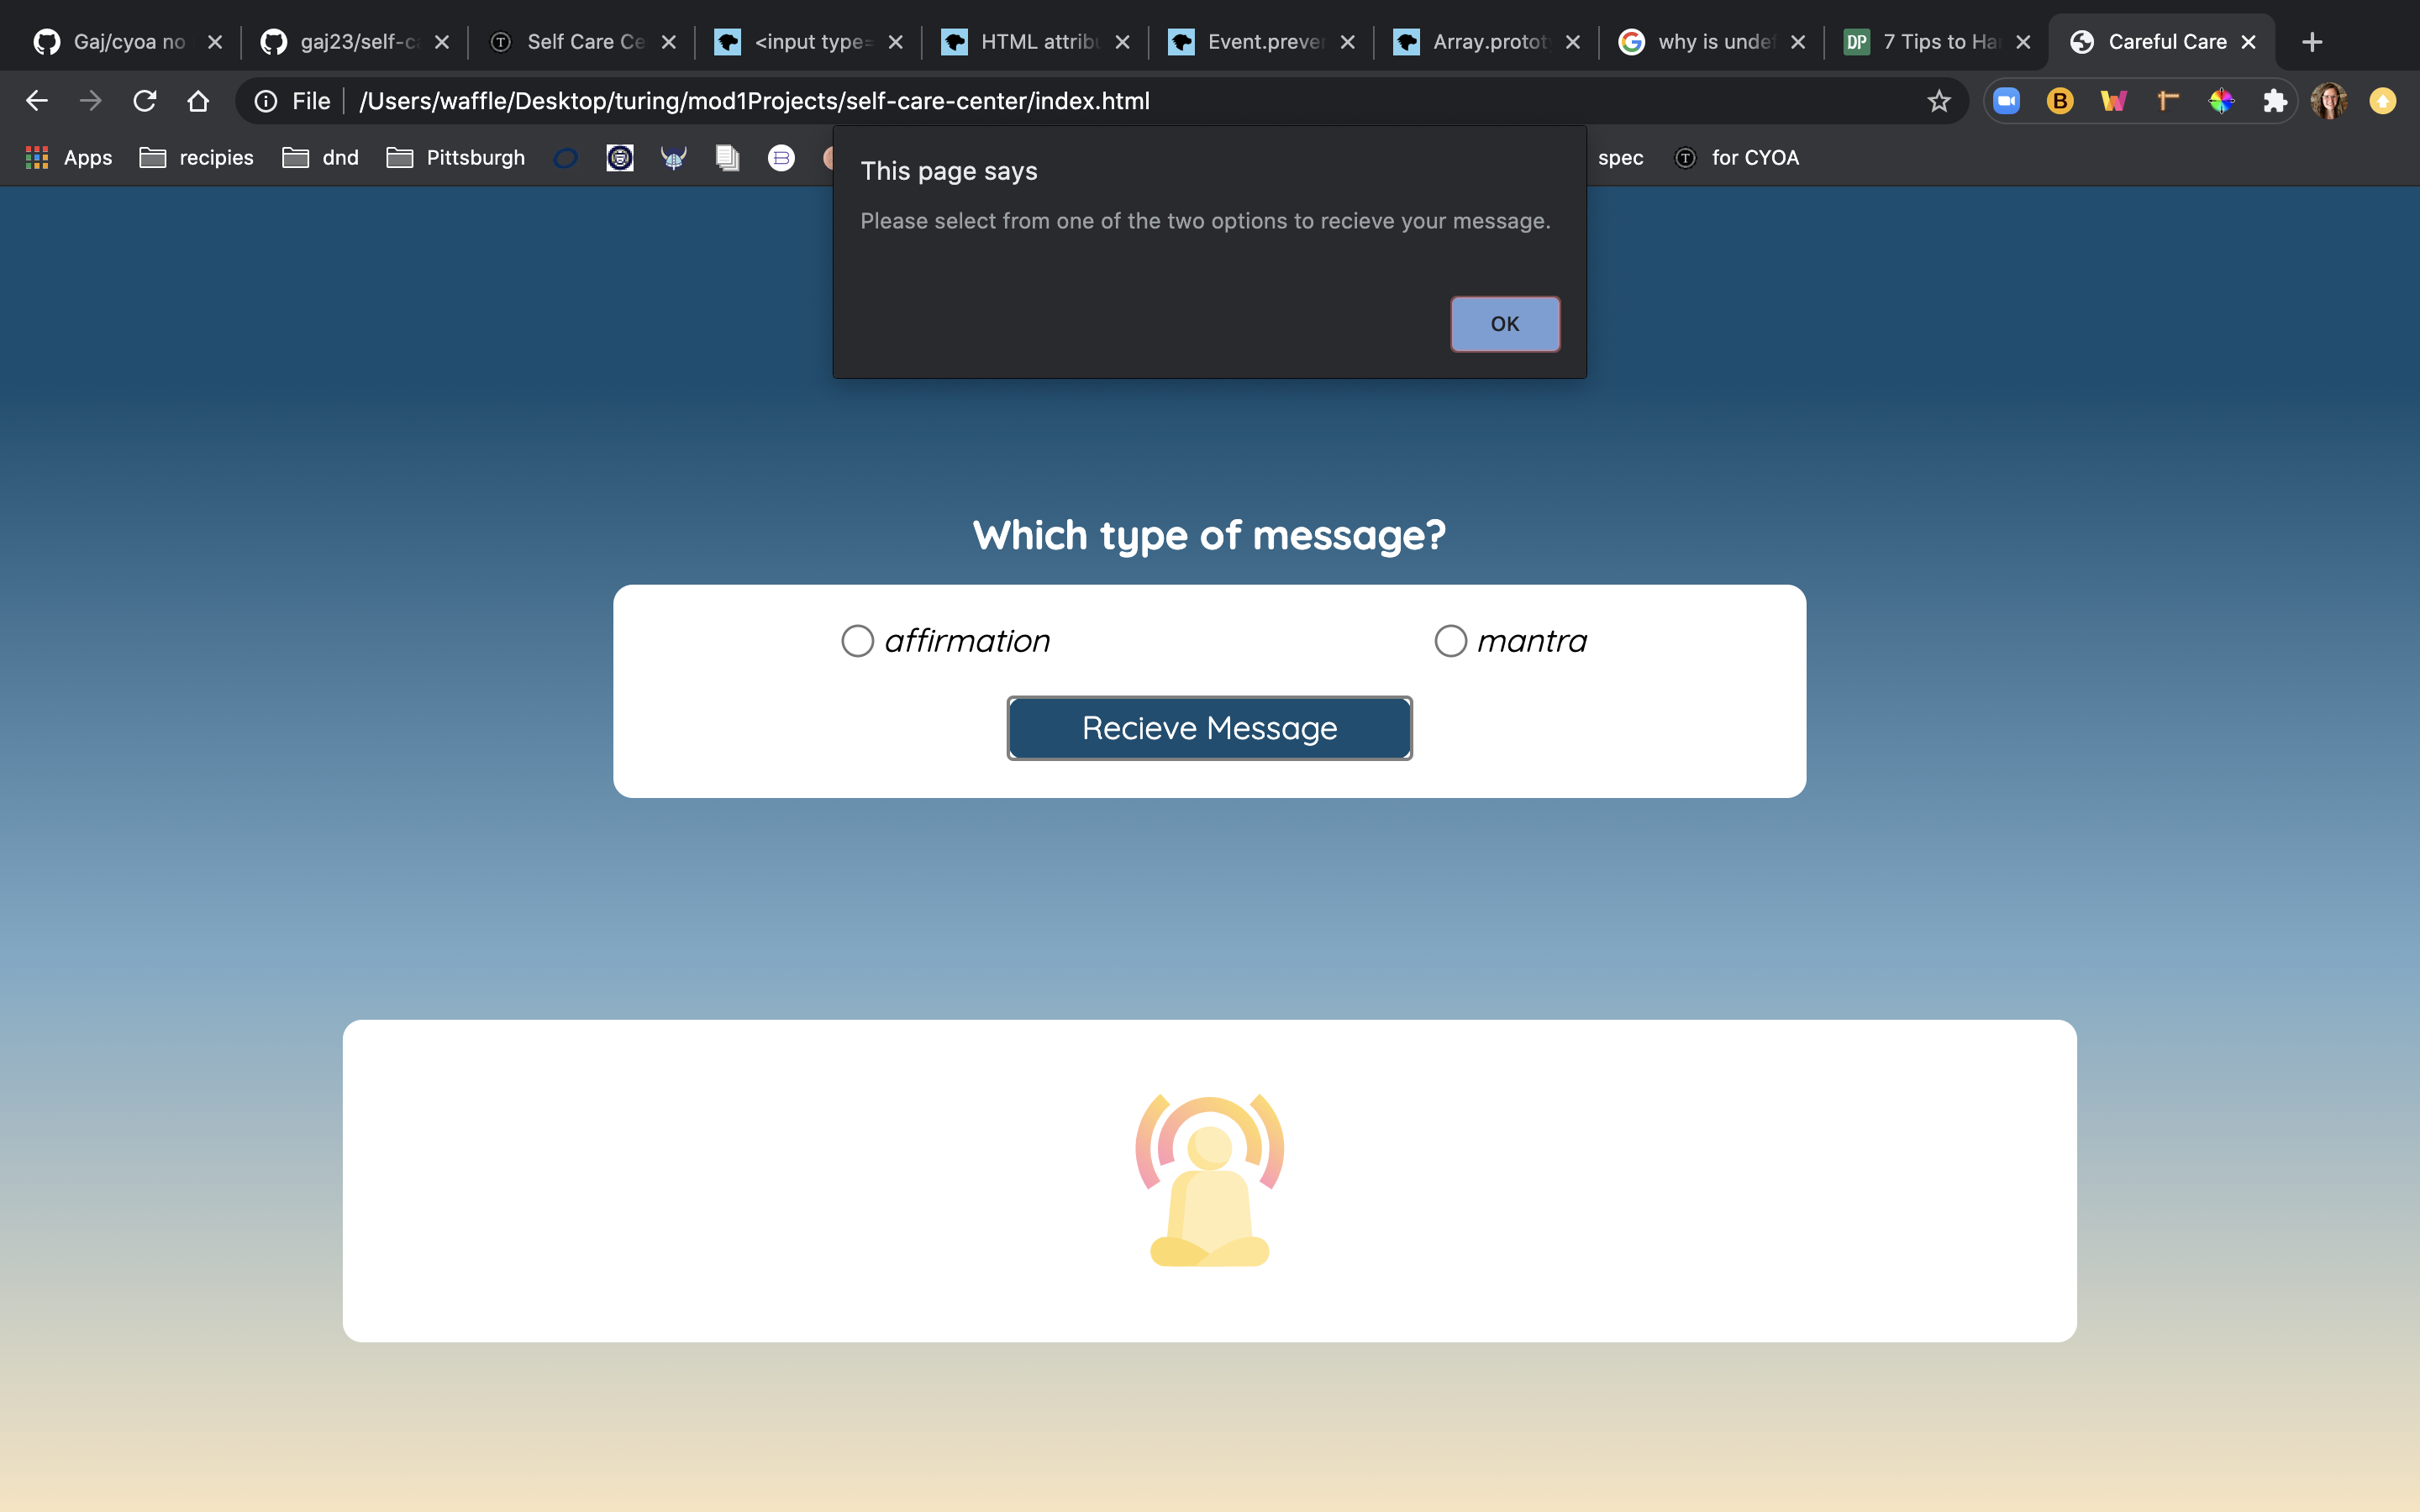 Gaj/cyoa no
gaj23/self-c
Self Care Ce
<input type=
HTML attrib
Event.preve
Array.protot
why is undef
DP 7 Tips to Ha
Careful Care
File /Users/waffle/Desktop/turing/mod1Projects/self-care-center/index.html
Apps recipies dnd Pittsburgh spec for CYOA
This page says
Please select from one of the two options to recieve your message.
OK
Which type of message?
affirmation mantra
Recieve Message